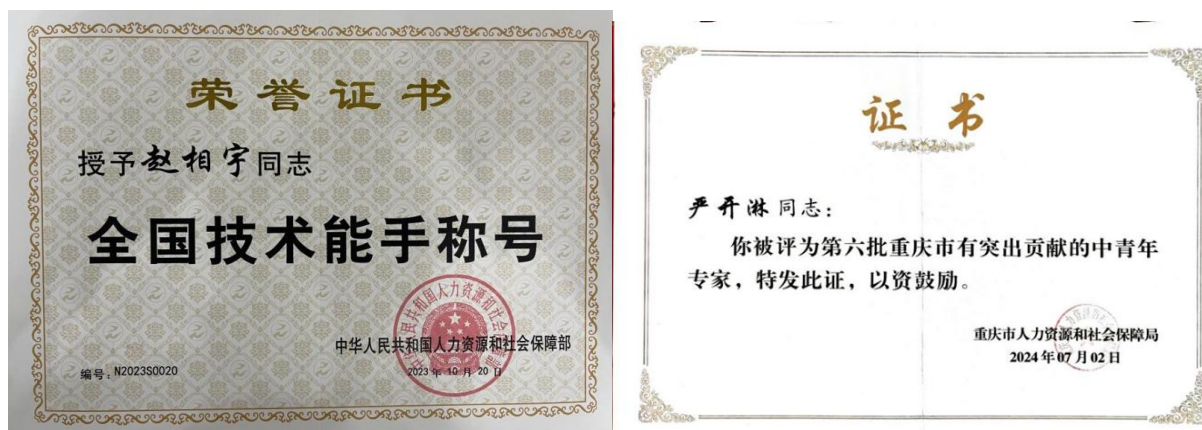 荣誉证书
授予赵相宇同志
全国技术能手称号
中华人民共和国人力资源和社会保障部
编号：N2023S0020
2023年10月20日
证 书
严开淋同志：
你被评为第六批重庆市有突出贡献的中青年
专家，特发此证，以资鼓励。
重庆市人力资源和社会保障局
2024年07月02日